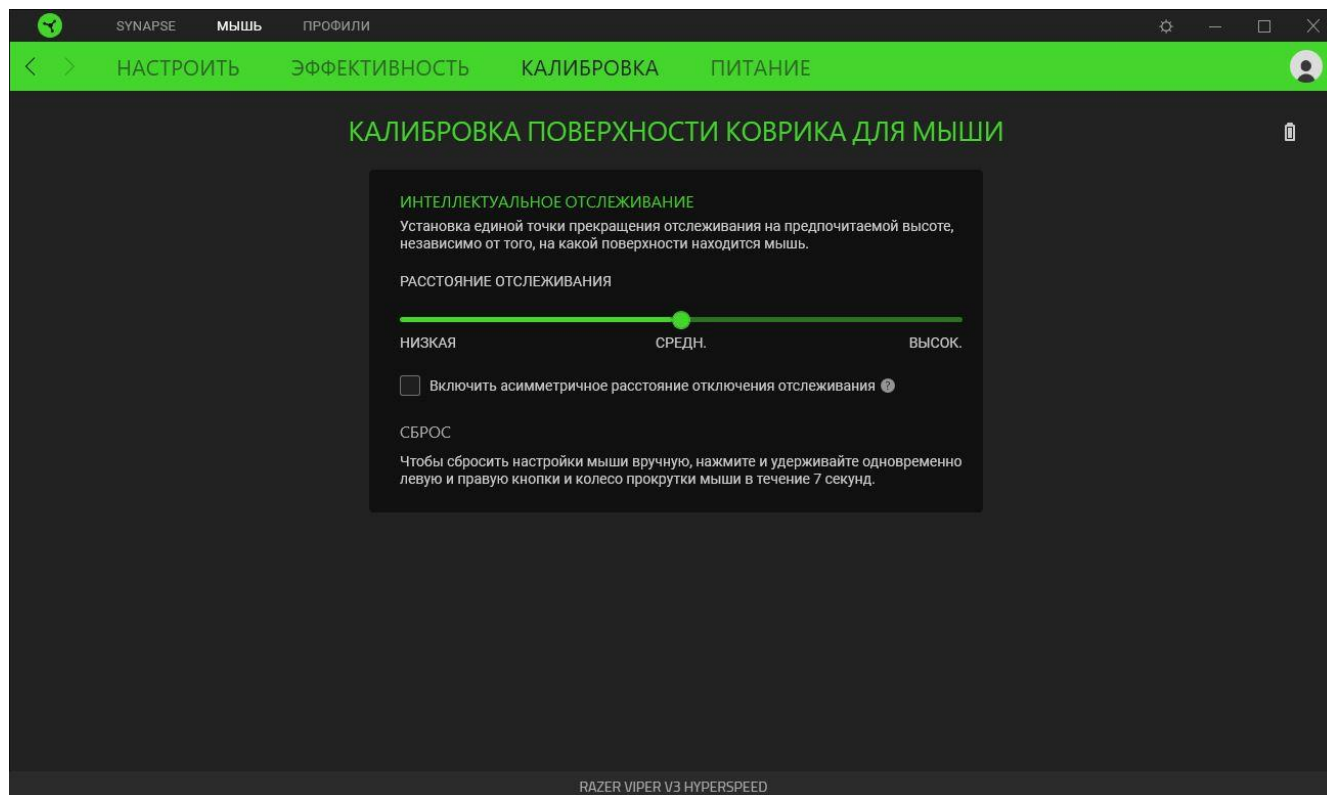 SYNAPSE МЫШЬ ПРОФИЛИ
НАСТРОИТЬ ЭФФЕКТИВНОСТЬ КАЛИБРОВКА ПИТАНИЕ
КАЛИБРОВКА ПОВЕРХНОСТИ КОВРИКА ДЛЯ МЫШИ
ИНТЕЛЛЕКТУАЛЬНОЕ ОТСЛЕЖИВАНИЕ
Установка единой точки прекращения отслеживания на предпочитаемой высоте,
независимо от того, на какой поверхности находится мышь.
РАССТОЯНИЕ ОТСЛЕЖИВАНИЯ
НИЗКАЯ СРЕДН. ВЫСОК.
Включить асимметричное расстояние отключения отслеживания ?
СБРОС
Чтобы сбросить настройки мыши вручную, нажмите и удерживайте одновременно
левую и правую кнопки и колесо прокрутки мыши в течение 7 секунд.
RAZER VIPER V3 HYPERSPEED